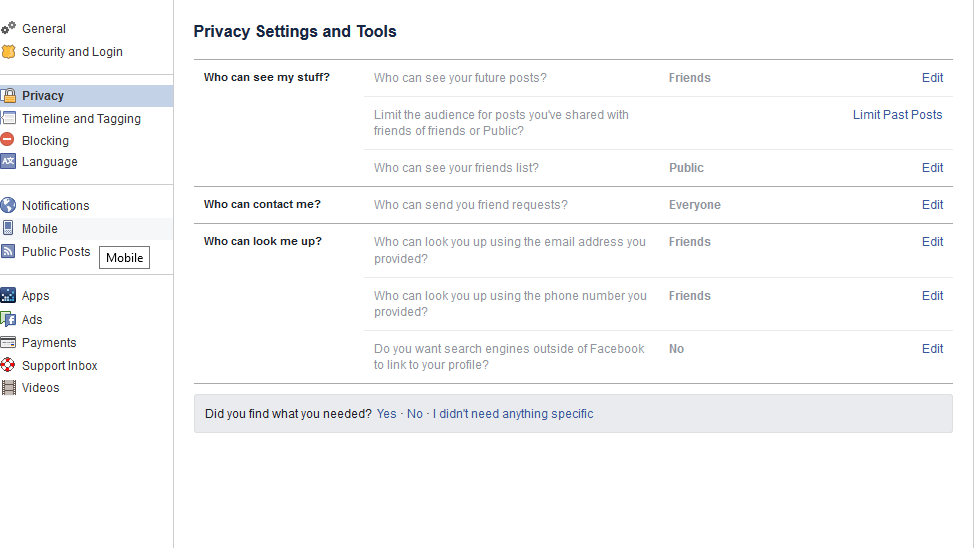 General
Security and Login
Privacy
Timeline and Tagging
Blocking
Language
Notifications
Mobile
Public Posts
Mobile
Apps
Ads
Payments
Support Inbox
Videos
Privacy Settings and Tools
Who can see my stuff? Who can see your future posts? Friends Edit
Limit the audience for posts you've shared with Limit Past Posts
friends of friends or Public?
Who can see your friends list? Public Edit
Who can contact me? Who can send you friend requests? Everyone Edit
Who can look me up? Who can look you up using the email address you Friends Edit
provided?
Who can look you up using the phone number you Friends Edit
provided?
Do you want search engines outside of Facebook No Edit
to link to your profile?
Did you find what you needed? Yes · No · I didn't need anything specific